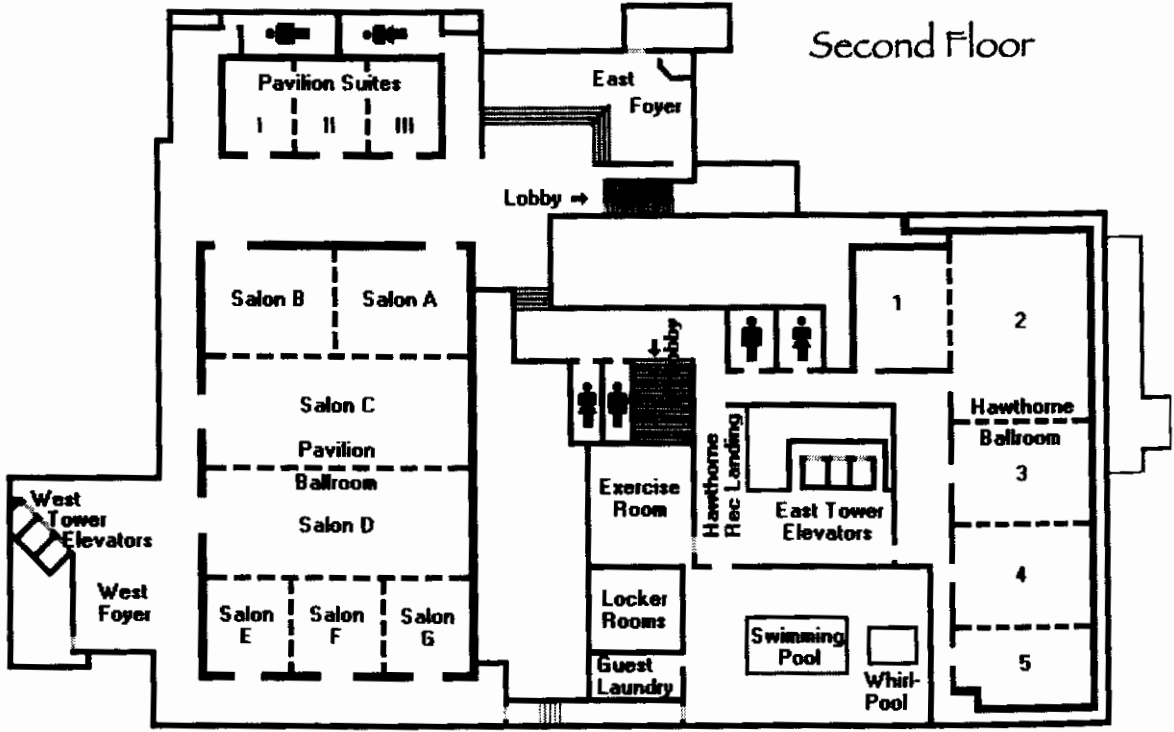 Second Floor
East
Foyer
Pavilion Suites
I
II
III
Lobby →
Salon B
Salon A
1
2
Lobby
Salon C
Hawthorne
Ballroom
Pavilion
Ballroom
3
Exercise
Room
Hawthorne
Rec Landing
West
Tower
Elevators
Salon D
East Tower
Elevators
4
West
Foyer
Salon
E
Salon
F
Salon
G
Locker
Rooms
Swimming
Pool
5
Guest
Laundry
Whirl-
Pool